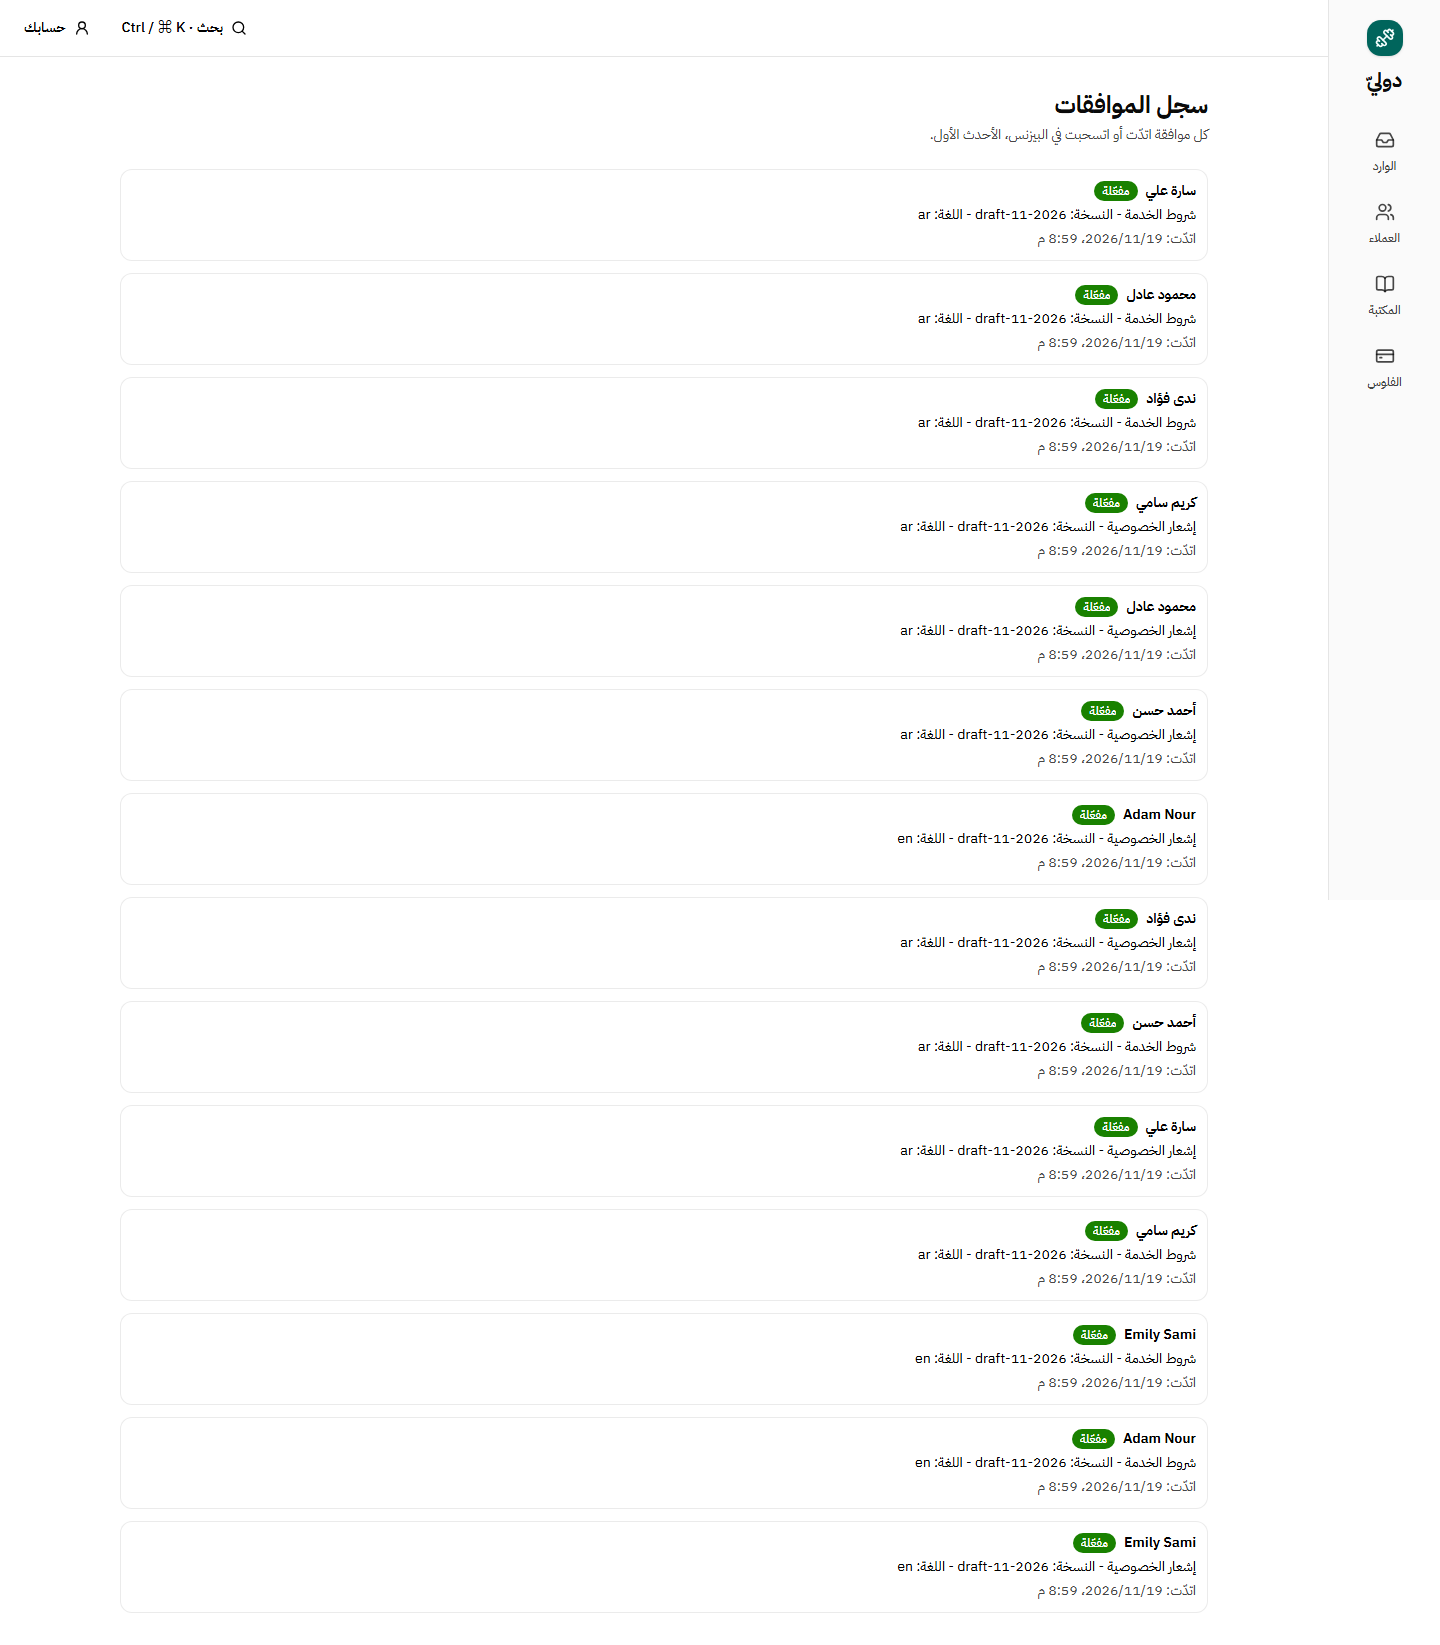 دوليّ
الوارد
العملاء
المكتبة
الفلوس
بحث · Ctrl / ⌘ K
حسابك
سجل الموافقات
كل موافقة اتدّت أو اتسحبت في البيزنس، الأحدث الأول.
سارة علي مفعّلة
شروط الخدمة - النسخة: draft-11-2026 - اللغة: ar
اتدّت: 2026/11/19، 8:59 م
محمود عادل مفعّلة
شروط الخدمة - النسخة: draft-11-2026 - اللغة: ar
اتدّت: 2026/11/19، 8:59 م
ندى فؤاد مفعّلة
شروط الخدمة - النسخة: draft-11-2026 - اللغة: ar
اتدّت: 2026/11/19، 8:59 م
كريم سامي مفعّلة
إشعار الخصوصية - النسخة: draft-11-2026 - اللغة: ar
اتدّت: 2026/11/19، 8:59 م
محمود عادل مفعّلة
إشعار الخصوصية - النسخة: draft-11-2026 - اللغة: ar
اتدّت: 2026/11/19، 8:59 م
أحمد حسن مفعّلة
إشعار الخصوصية - النسخة: draft-11-2026 - اللغة: ar
اتدّت: 2026/11/19، 8:59 م
Adam Nour مفعّلة
إشعار الخصوصية - النسخة: draft-11-2026 - اللغة: en
اتدّت: 2026/11/19، 8:59 م
ندى فؤاد مفعّلة
إشعار الخصوصية - النسخة: draft-11-2026 - اللغة: ar
اتدّت: 2026/11/19، 8:59 م
أحمد حسن مفعّلة
شروط الخدمة - النسخة: draft-11-2026 - اللغة: ar
اتدّت: 2026/11/19، 8:59 م
سارة علي مفعّلة
إشعار الخصوصية - النسخة: draft-11-2026 - اللغة: ar
اتدّت: 2026/11/19، 8:59 م
كريم سامي مفعّلة
شروط الخدمة - النسخة: draft-11-2026 - اللغة: ar
اتدّت: 2026/11/19، 8:59 م
Emily Sami مفعّلة
شروط الخدمة - النسخة: draft-11-2026 - اللغة: en
اتدّت: 2026/11/19، 8:59 م
Adam Nour مفعّلة
شروط الخدمة - النسخة: draft-11-2026 - اللغة: en
اتدّت: 2026/11/19، 8:59 م
Emily Sami مفعّلة
إشعار الخصوصية - النسخة: draft-11-2026 - اللغة: en
اتدّت: 2026/11/19، 8:59 م